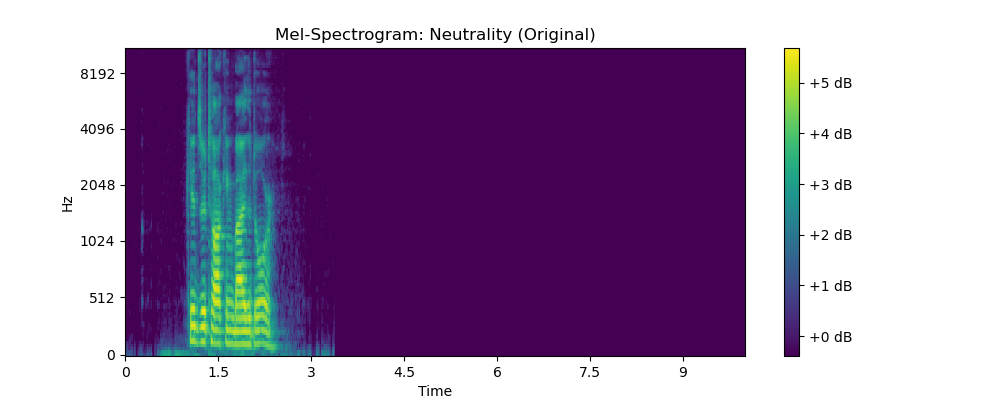 Mel-Spectrogram: Neutrality (Original)
8192
4096
2048
1024
512
0
Hz
0 1.5 3 4.5 6 7.5 9
Time
+5 dB
+4 dB
+3 dB
+2 dB
+1 dB
+0 dB